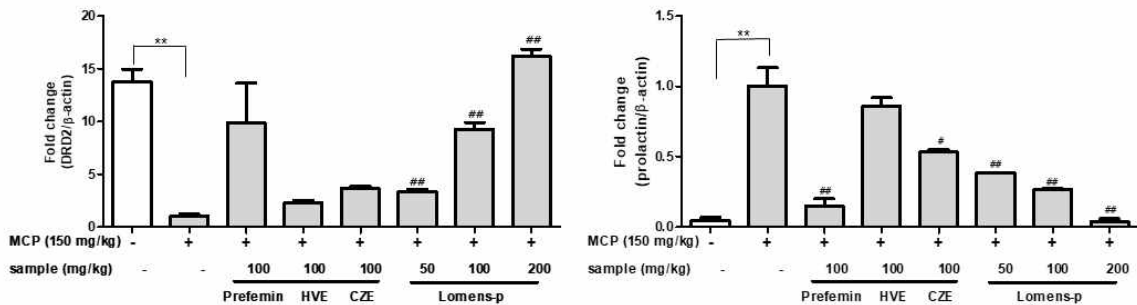 Fold change
(DRD2/β-actin)
20
15
10
5
0
**
##
##
##
MCP (150 mg/kg) - + + + + + + +
sample (mg/kg) - - 100 100 100 50 100 200
Prefemin HVE CZE Lomens-p
Fold change
(prolactin/β-actin)
1.5
1.0
0.5
0.0
**
##
#
##
##
##
MCP (150 mg/kg) - + + + + + + +
sample (mg/kg) - - 100 100 100 50 100 200
Prefemin HVE CZE Lomens-p